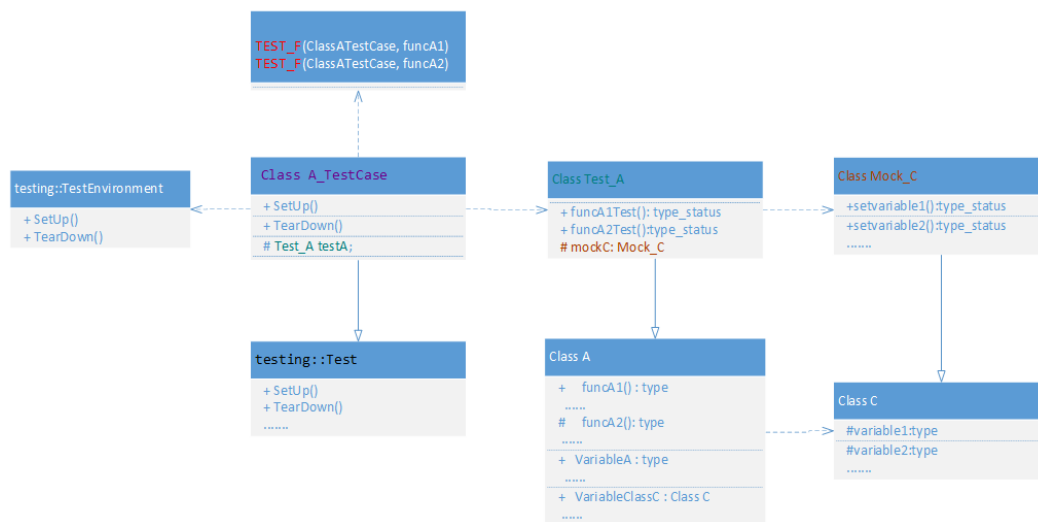 TEST_F(ClassATestCase, funcA1)
TEST_F(ClassATestCase, funcA2)
testing::TestEnvironment
+ SetUp()
+ TearDown()
Class A_TestCase
+ SetUp()
+ TearDown()
# Test_A testA;
Class Test_A
+ funcA1Test(): type_status
+ funcA2Test():type_status
# mockC: Mock_C
Class Mock_C
+setvariable1():type_status
+setvariable2():type_status
.......
testing::Test
+ SetUp()
+ TearDown()
.......
Class A
+ funcA1() : type
......
# funcA2(): type
......
+ VariableA : type
......
+ VariableClassC : Class C
......
Class C
#variable1:type
#variable2:type
.......